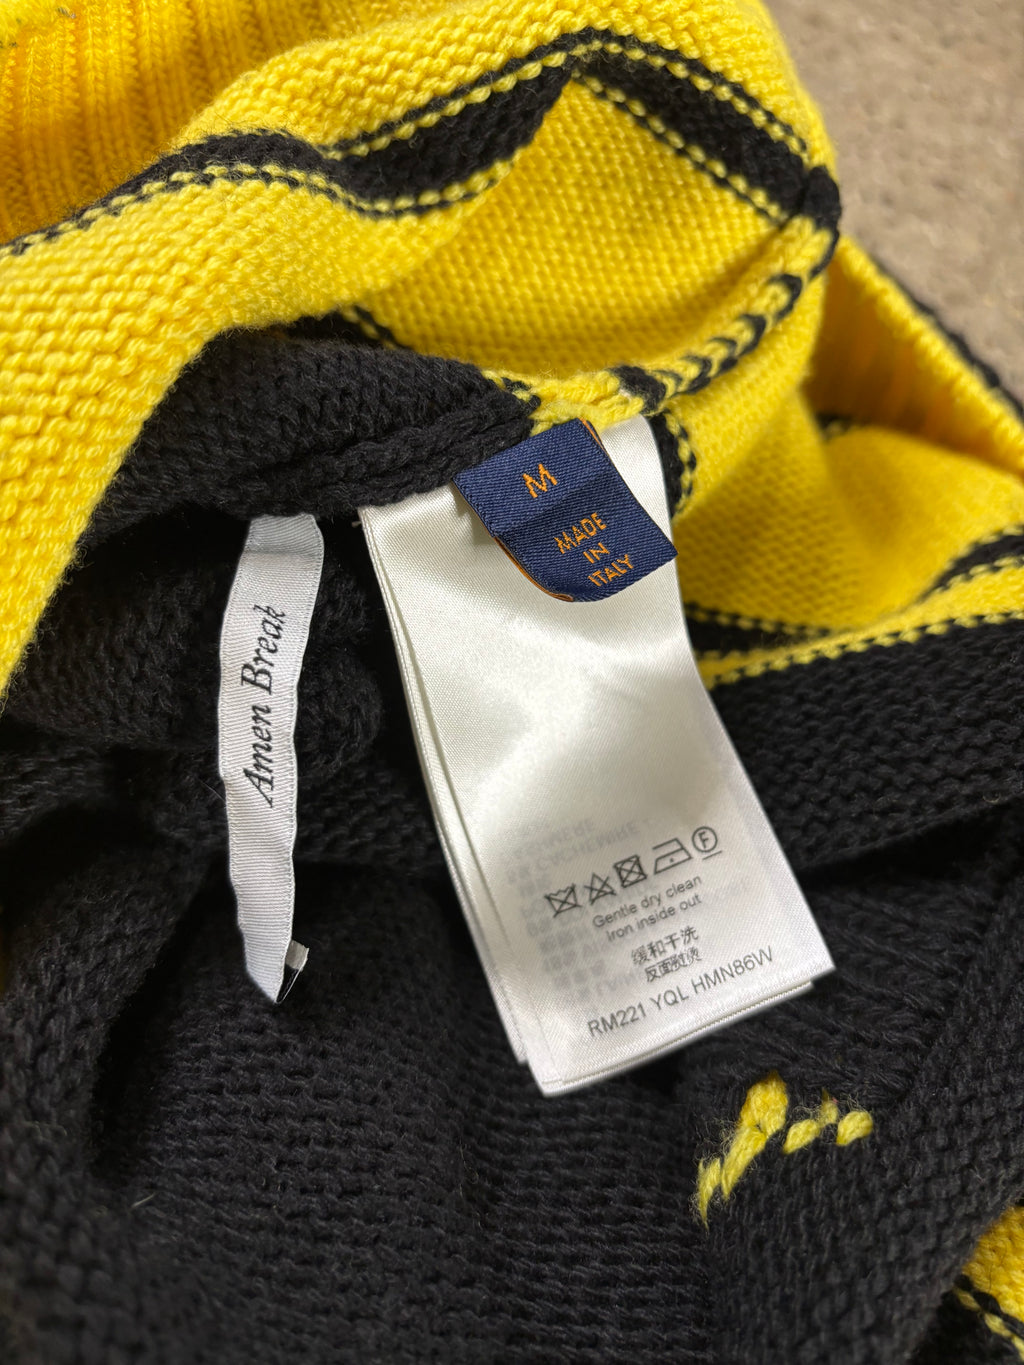 M
MADE
IN
ITALY
Amen Break
F
Gentle dry clean
Iron inside out
缓和干洗
反面熨烫
RM221 YQL HMN86W